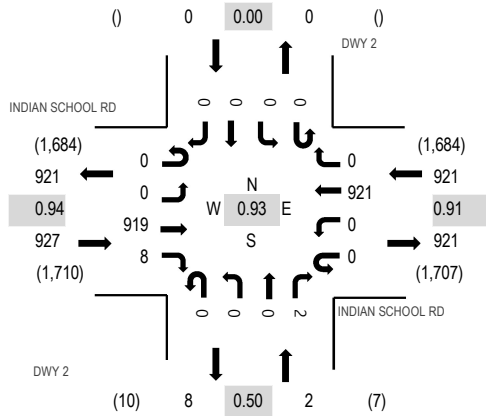 () 0 0.00 0 ()
DWY 2
0 0 0 0
INDIAN SCHOOL RD
(1,684) 0 0 (1,684)
921 921
0 N 921
0.94 W 0.93 E 0.91
919 0
927 S 921
8 0
(1,710) (1,707)
0 0 0 2 INDIAN SCHOOL RD
DWY 2
(10) 8 0.50 2 (7)